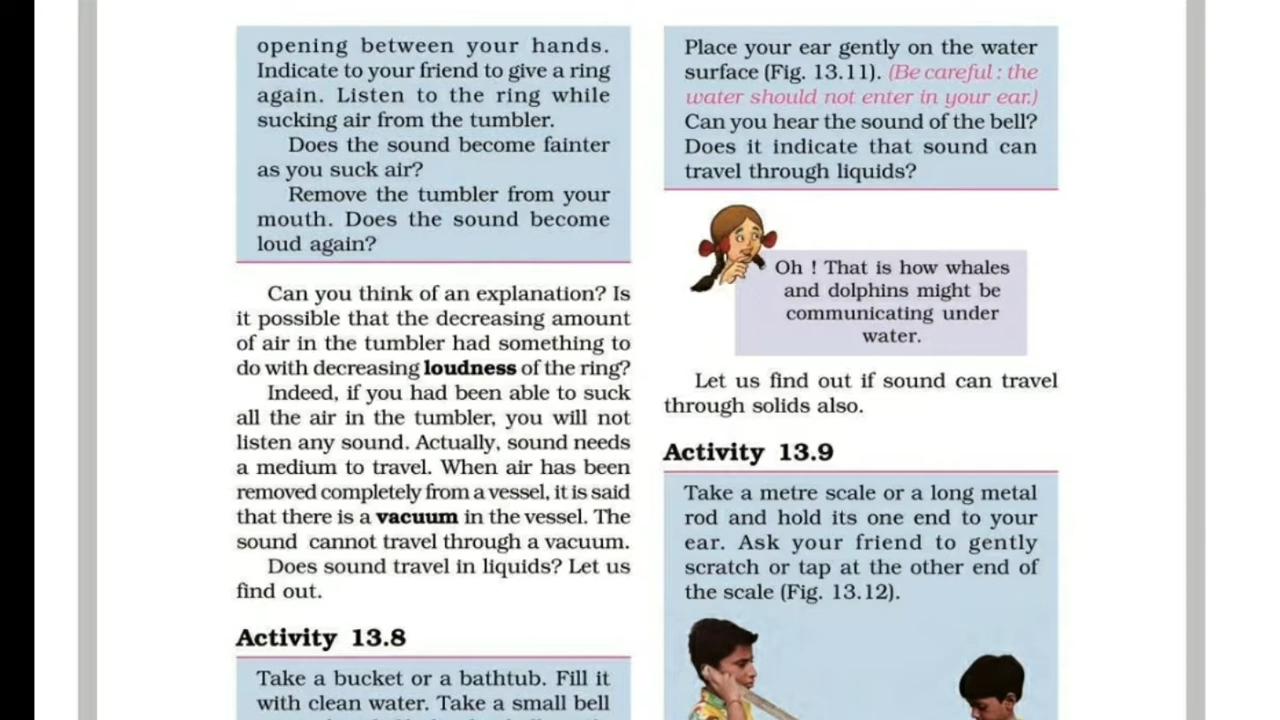 opening between your hands.
Indicate to your friend to give a ring
again. Listen to the ring while
sucking air from the tumbler.
Does the sound become fainter
as you suck air?
Remove the tumbler from your
mouth. Does the sound become
loud again?
Can you think of an explanation? Is
it possible that the decreasing amount
of air in the tumbler had something to
do with decreasing loudness of the ring?
Indeed, if you had been able to suck
all the air in the tumbler, you will not
listen any sound. Actually, sound needs
a medium to travel. When air has been
removed completely from a vessel, it is said
that there is a vacuum in the vessel. The
sound cannot travel through a vacuum.
Does sound travel in liquids? Let us
find out.
Activity 13.8
Take a bucket or a bathtub. Fill it
with clean water. Take a small bell
Place your ear gently on the water
surface (Fig. 13.11). (Be careful : the
water should not enter in your ear.)
Can you hear the sound of the bell?
Does it indicate that sound can
travel through liquids?
Oh ! That is how whales
and dolphins might be
communicating under
water.
Let us find out if sound can travel
through solids also.
Activity 13.9
Take a metre scale or a long metal
rod and hold its one end to your
ear. Ask your friend to gently
scratch or tap at the other end of
the scale (Fig. 13.12).